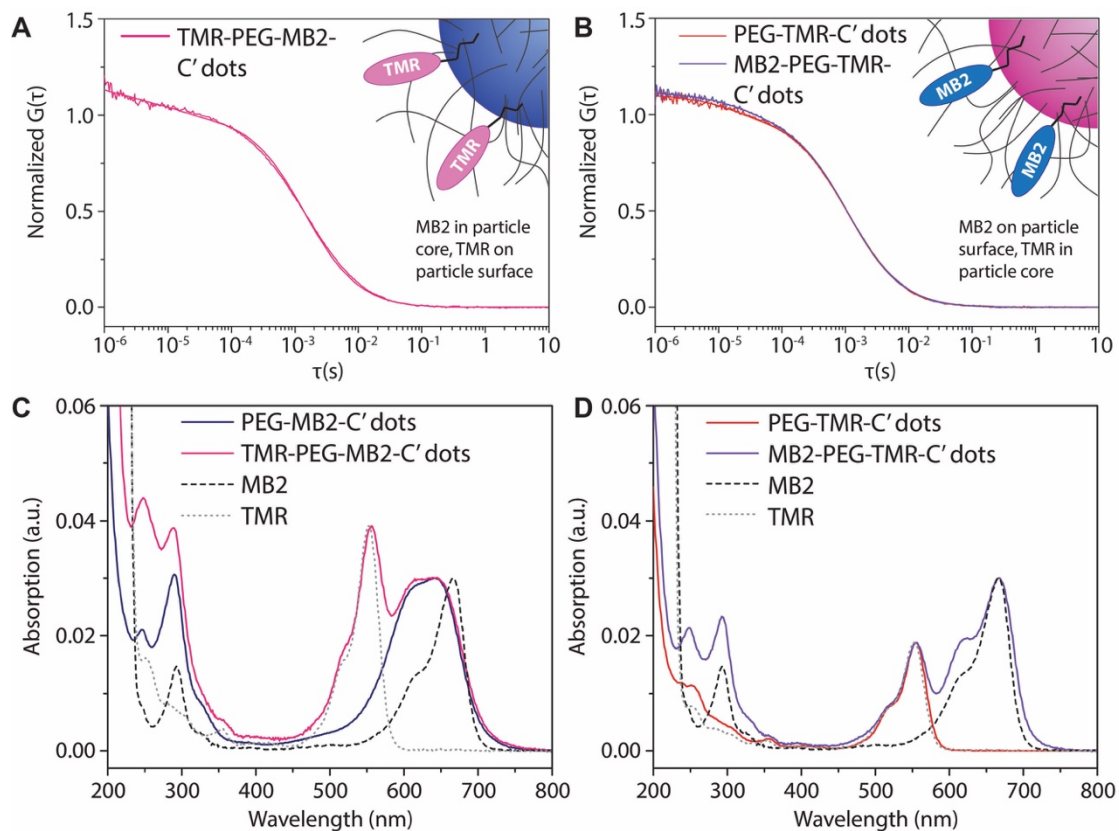 A
1.5
1.0
0.5
0.0
Normalized G(τ)
TMR-PEG-MB2-
C’ dots
TMR
TMR
MB2 in particle
core, TMR on
particle surface
10⁻⁶ 10⁻⁵ 10⁻⁴ 10⁻³ 10⁻² 10⁻¹ 1 10
τ(s)
B
1.5
1.0
0.5
0.0
Normalized G(τ)
PEG-TMR-C’ dots
MB2-PEG-TMR-
C’ dots
MB2
MB2
MB2 on particle
surface, TMR in
particle core
10⁻⁶ 10⁻⁵ 10⁻⁴ 10⁻³ 10⁻² 10⁻¹ 1 10
τ(s)
C
0.06
0.04
0.02
0.00
Absorption (a.u.)
PEG-MB2-C’ dots
TMR-PEG-MB2-C’ dots
MB2
TMR
200 300 400 500 600 700 800
Wavelength (nm)
D
0.06
0.04
0.02
0.00
Absorption (a.u.)
PEG-TMR-C’ dots
MB2-PEG-TMR-C’ dots
MB2
TMR
200 300 400 500 600 700 800
Wavelength (nm)